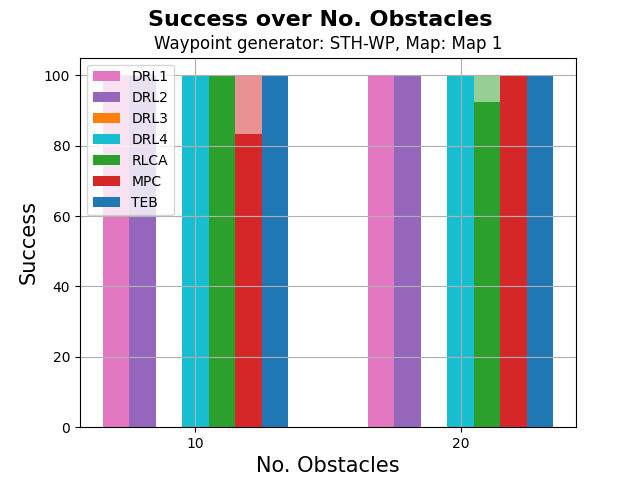 Success over No. Obstacles
Waypoint generator: STH-WP, Map: Map 1
100
80
60
40
20
0
Success
DRL1
DRL2
DRL3
DRL4
RLCA
MPC
TEB
10
20
No. Obstacles